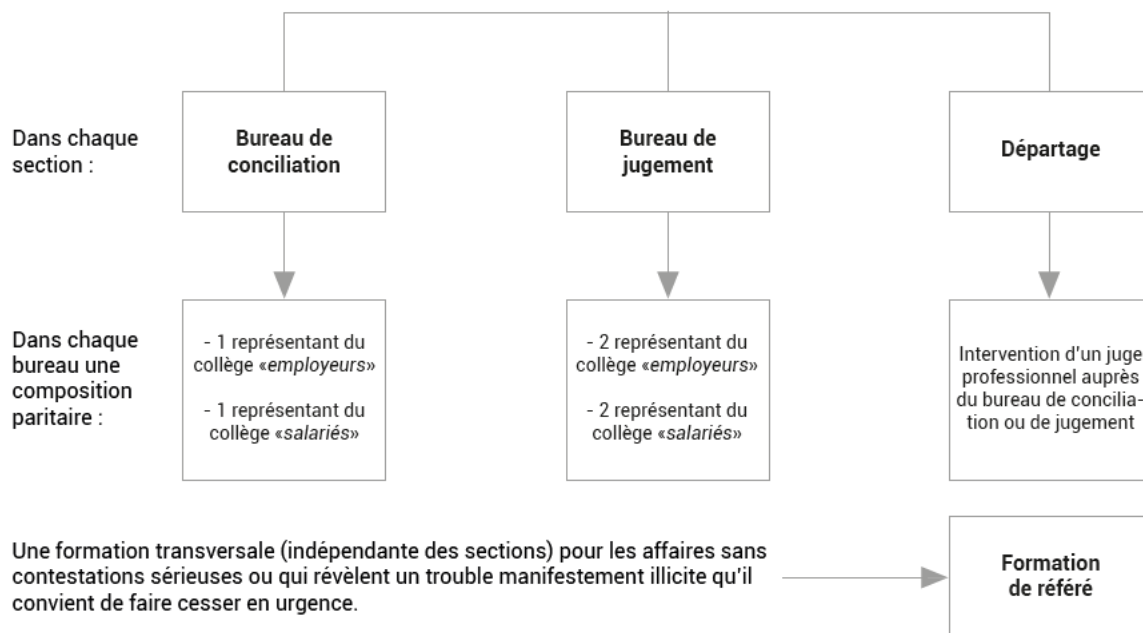 Dans chaque
section :
Bureau de
conciliation
Bureau de
jugement
Départage
Dans chaque
bureau une
composition
paritaire :
- 1 représentant du
collège «employeurs»
- 1 représentant du
collège «salariés»
- 2 représentant du
collège «employeurs»
- 2 représentant du
collège «salariés»
Intervention d'un juge
professionnel auprès
du bureau de concilia-
tion ou de jugement
Une formation transversale (indépendante des sections) pour les affaires sans
contestations sérieuses ou qui révèlent un trouble manifestement illicite qu'il
convient de faire cesser en urgence.
Formation
de référé